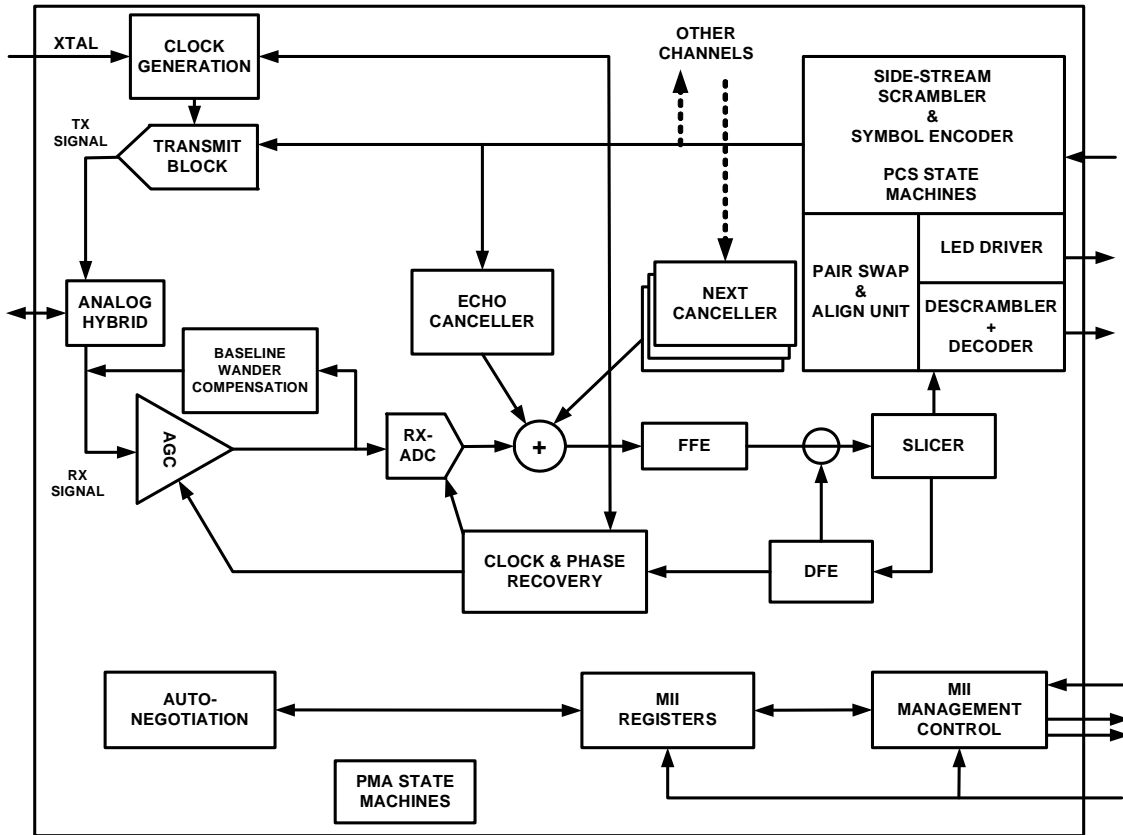 XTAL
CLOCK
GENERATION
OTHER
CHANNELS
SIDE-STREAM
SCRAMBLER
&
SYMBOL ENCODER
PCS STATE
MACHINES
TX
SIGNAL
TRANSMIT
BLOCK
LED DRIVER
PAIR SWAP
&
ALIGN UNIT
DESCRAMBLER
+
DECODER
ANALOG
HYBRID
ECHO
CANCELLER
NEXT
CANCELLER
BASELINE
WANDER
COMPENSATION
AGC
RX-
ADC
+
FFE
SLICER
RX
SIGNAL
CLOCK & PHASE
RECOVERY
DFE
AUTO-
NEGOTIATION
MII
REGISTERS
MII
MANAGEMENT
CONTROL
PMA STATE
MACHINES